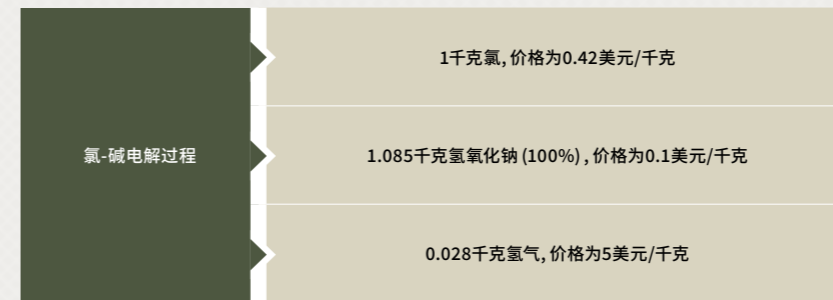 1千克氯, 价格为0.42美元/千克
氯-碱电解过程
1.085千克氢氧化钠 (100%) , 价格为0.1美元/千克
0.028千克氢气, 价格为5美元/千克